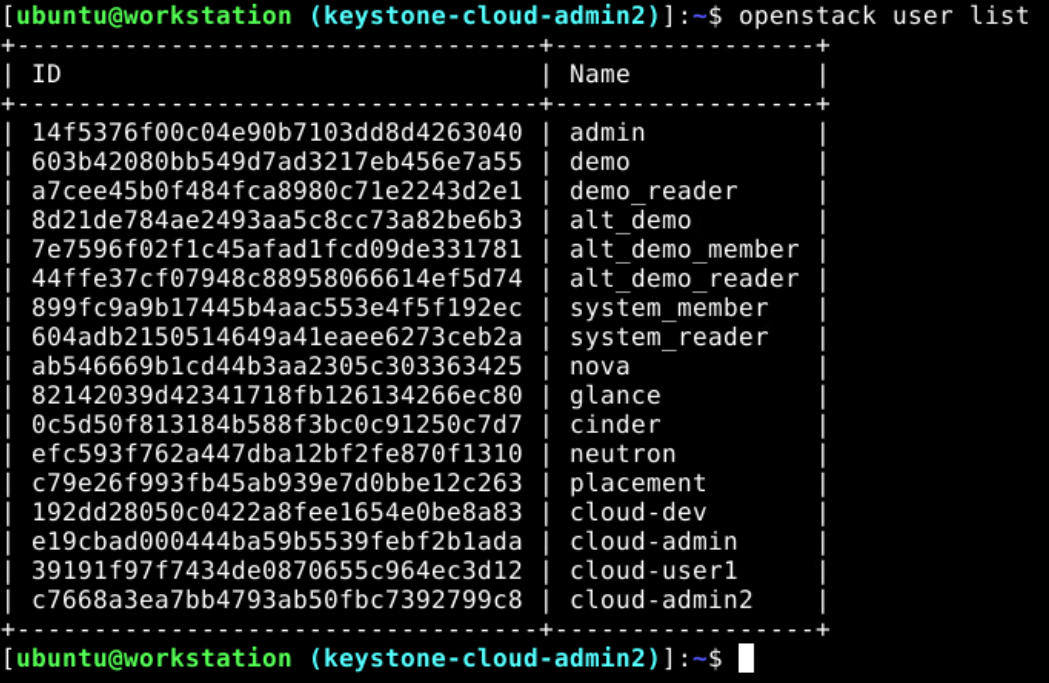 [ubuntu@workstation (keystone-cloud-admin2)]:~$ openstack user list
+----------------------------------+-----------------+
| ID                               | Name            |
+----------------------------------+-----------------+
| 14f5376f00c04e90b7103dd8d4263040 | admin           |
| 603b42080bb549d7ad3217eb456e7a55 | demo            |
| a7cee45b0f484fca8980c71e2243d2e1 | demo_reader     |
| 8d21de784ae2493aa5c8cc73a82be6b3 | alt_demo        |
| 7e7596f02f1c45afad1fcd09de331781 | alt_demo_member |
| 44ffe37cf07948c88958066614ef5d74 | alt_demo_reader |
| 899fc9a9b17445b4aac553e4f5f192ec | system_member   |
| 604adb2150514649a41eaee6273ceb2a | system_reader   |
| ab546669b1cd44b3aa2305c303363425 | nova            |
| 82142039d42341718fb126134266ec80 | glance          |
| 0c5d50f813184b588f3bc0c91250c7d7 | cinder          |
| efc593f762a447dba12bf2fe870f1310 | neutron         |
| c79e26f993fb45ab939e7d0bbe12c263 | placement       |
| 192dd28050c0422a8fee1654e0be8a83 | cloud-dev       |
| e19cbad000444ba59b5539febf2b1ada | cloud-admin     |
| 39191f97f7434de0870655c964ec3d12 | cloud-user1     |
| c7668a3ea7bb4793ab50fbc7392799c8 | cloud-admin2    |
+----------------------------------+-----------------+
[ubuntu@workstation (keystone-cloud-admin2)]:~$